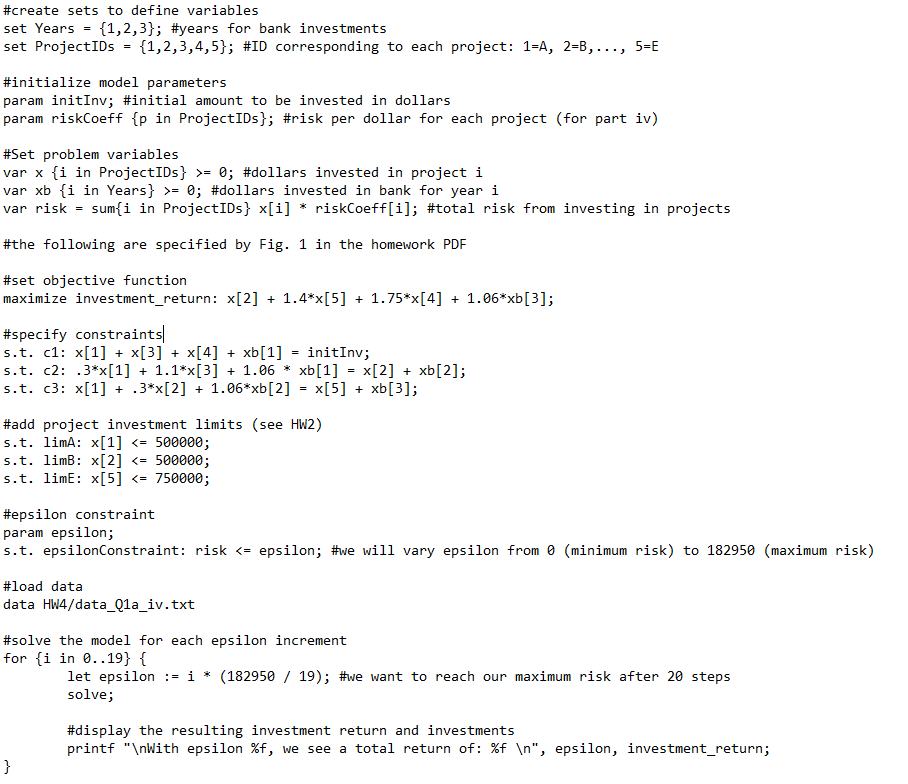 #create sets to define variables
set Years = {1,2,3}; #years for bank investments
set ProjectIDs = {1,2,3,4,5}; #ID corresponding to each project: 1=A, 2=B,..., 5=E
#initialize model parameters
param initInv; #initial amount to be invested in dollars
param riskCoeff {p in ProjectIDs}; #risk per dollar for each project (for part iv)
#Set problem variables
var x {i in ProjectIDs} >= 0; #dollars invested in project i
var xb {i in Years} >= 0; #dollars invested in bank for year i
var risk = sum{i in ProjectIDs} x[i] * riskCoeff[i]; #total risk from investing in projects
#the following are specified by Fig. 1 in the homework PDF
#set objective function
maximize investment_return: x[2] + 1.4*x[5] + 1.75*x[4] + 1.06*xb[3];
#specify constraints
s.t. c1: x[1] + x[3] + x[4] + xb[1] = initInv;
s.t. c2: .3*x[1] + 1.1*x[3] + 1.06 * xb[1] = x[2] + xb[2];
s.t. c3: x[1] + .3*x[2] + 1.06*xb[2] = x[5] + xb[3];
#add project investment limits (see HW2)
s.t. limA: x[1] <= 500000;
s.t. limB: x[2] <= 500000;
s.t. limE: x[5] <= 750000;
#epsilon constraint
param epsilon;
s.t. epsilonConstraint: risk <= epsilon; #we will vary epsilon from 0 (minimum risk) to 182950 (maximum risk)
#load data
data HW4/data_Q1a_iv.txt
#solve the model for each epsilon increment
for {i in 0..19} {
let epsilon := i * (182950 / 19); #we want to reach our maximum risk after 20 steps
solve;
#display the resulting investment return and investments
printf "\nWith epsilon %f, we see a total return of: %f \n", epsilon, investment_return;
}